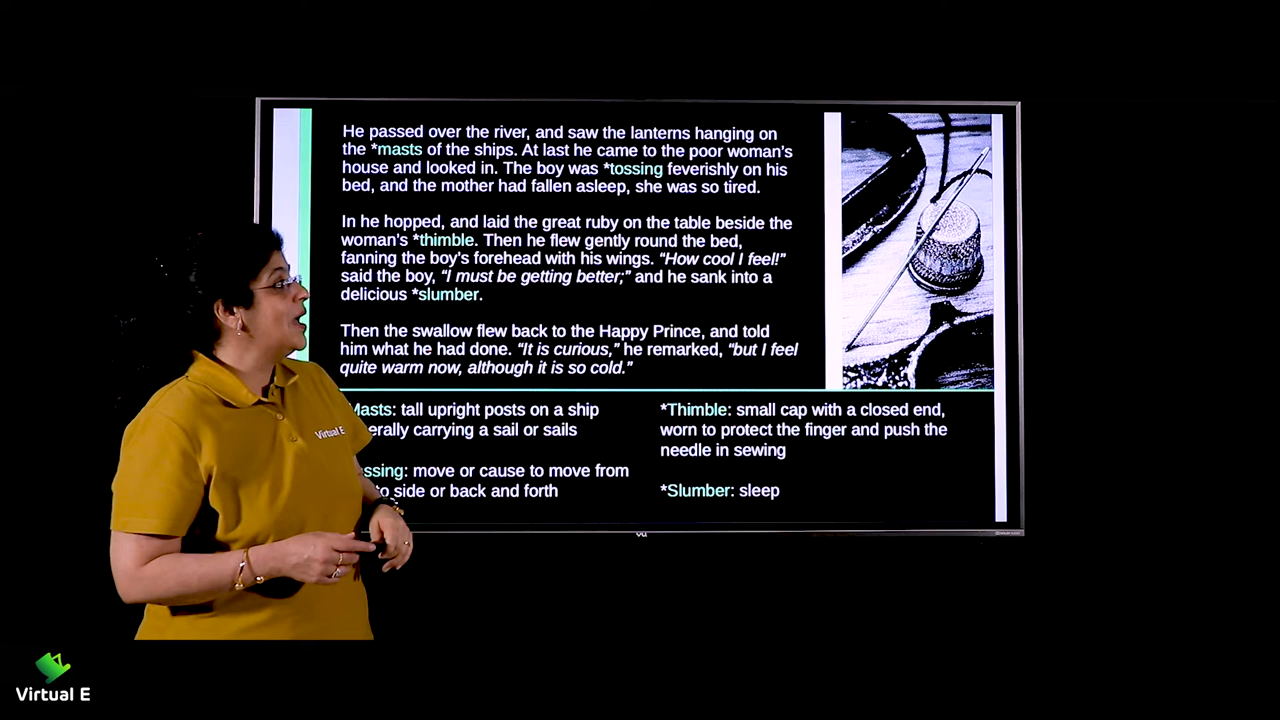 He passed over the river, and saw the lanterns hanging on
the *masts of the ships. At last he came to the poor woman's
house and looked in. The boy was *tossing feverishly on his
bed, and the mother had fallen asleep, she was so tired.
In he hopped, and laid the great ruby on the table beside the
woman's *thimble. Then he flew gently round the bed,
fanning the boy's forehead with his wings. "How cool I feel!"
said the boy, "I must be getting better;" and he sank into a
delicious *slumber.
Then the swallow flew back to the Happy Prince, and told
him what he had done. "It is curious," he remarked, "but I feel
quite warm now, although it is so cold."
Masts: tall upright posts on a ship
erally carrying a sail or sails
ssing: move or cause to move from
to side or back and forth
*Thimble: small cap with a closed end,
worn to protect the finger and push the
needle in sewing
*Slumber: sleep
Virtual E
Virtual E